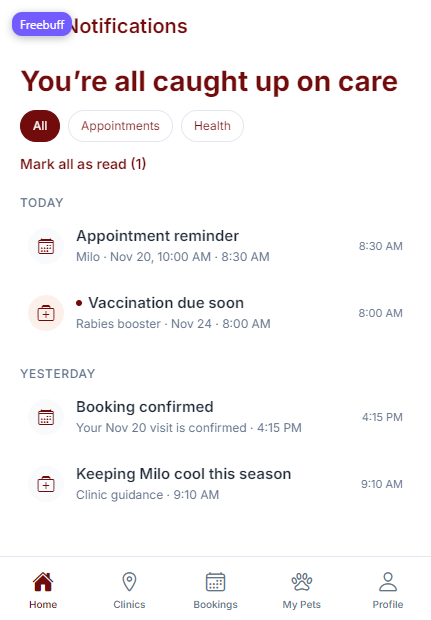 Freebuff
Notifications
You’re all caught up on care
All
Appointments
Health
Mark all as read (1)
TODAY
Appointment reminder
Milo · Nov 20, 10:00 AM · 8:30 AM
8:30 AM
Vaccination due soon
Rabies booster · Nov 24 · 8:00 AM
8:00 AM
YESTERDAY
Booking confirmed
Your Nov 20 visit is confirmed · 4:15 PM
4:15 PM
Keeping Milo cool this season
Clinic guidance · 9:10 AM
9:10 AM
Home
Clinics
Bookings
My Pets
Profile